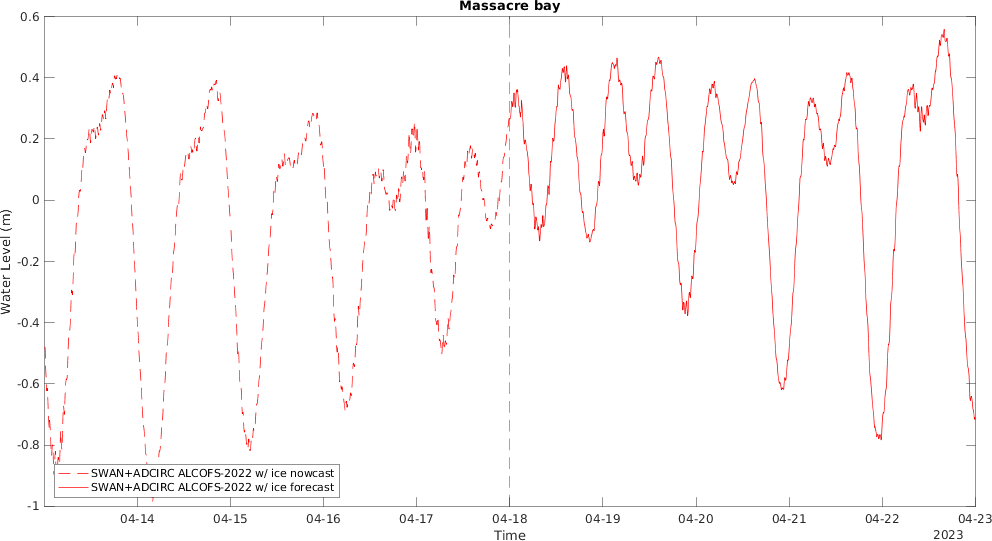 Massacre bay
Water Level (m)
0.6
0.4
0.2
0
-0.2
-0.4
-0.6
-0.8
-1
SWAN+ADCIRC ALCOFS-2022 w/ ice nowcast
SWAN+ADCIRC ALCOFS-2022 w/ ice forecast
04-14 04-15 04-16 04-17 04-18 04-19 04-20 04-21 04-22 04-23
Time
2023